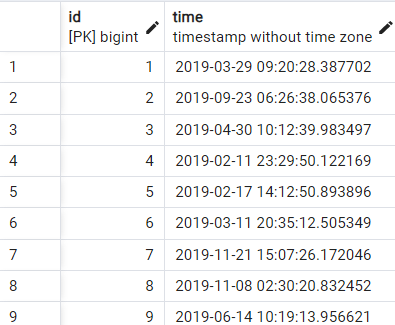 id time
[PK] bigint timestamp without time zone
1 1 2019-03-29 09:20:28.387702
2 2 2019-09-23 06:26:38.065376
3 3 2019-04-30 10:12:39.983497
4 4 2019-02-11 23:29:50.122169
5 5 2019-02-17 14:12:50.893896
6 6 2019-03-11 20:35:12.505349
7 7 2019-11-21 15:07:26.172046
8 8 2019-11-08 02:30:20.832452
9 9 2019-06-14 10:19:13.956621